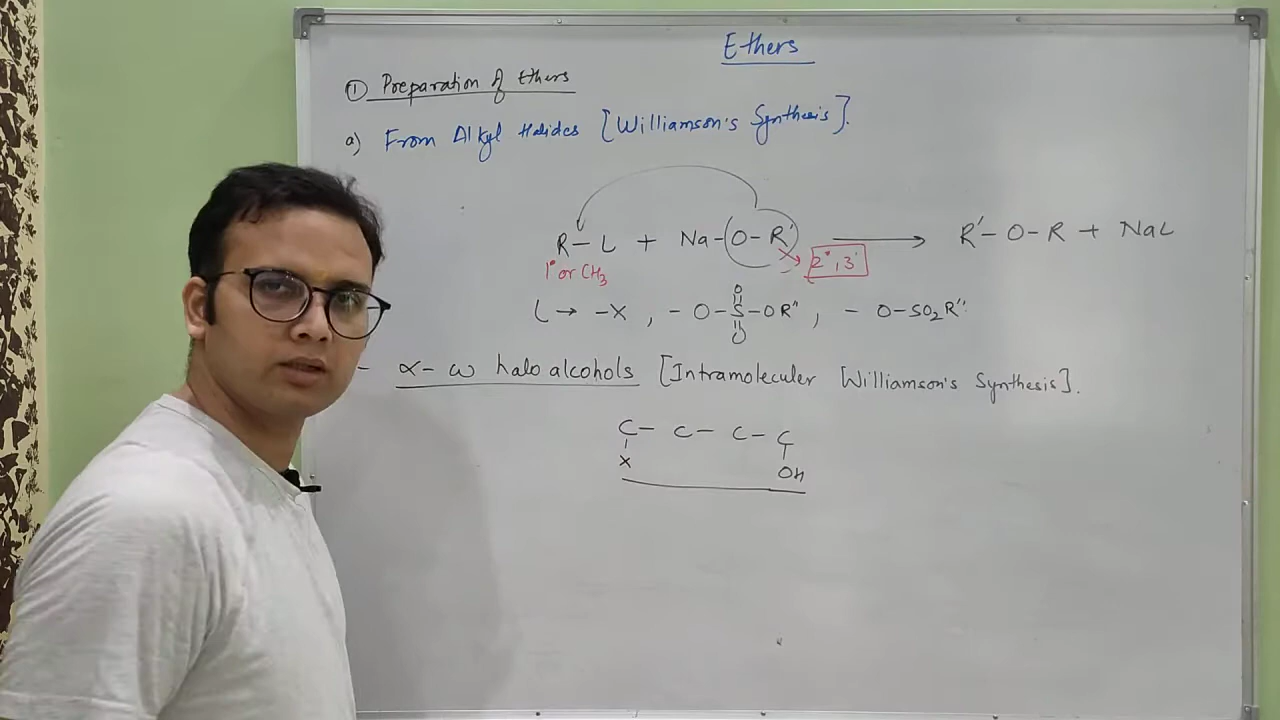 Ethers
① Preparation of Ethers
a) From Alkyl Halides [Williamson's Synthesis].
R - L + Na - O - R' ⟶ R' - O - R + NaL
1° or CH3 2°, 3°
O
L → -X , - O - S - OR'' , - O - SO2R''
O
- α - ω halo alcohols [Intramoleculer Williamson's Synthesis].
C - C - C - C
X OH